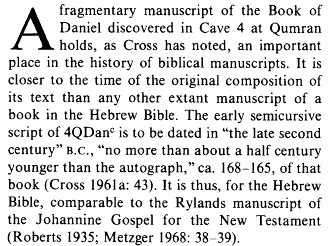 A fragmentary manuscript of the Book of
Daniel discovered in Cave 4 at Qumran
holds, as Cross has noted, an important
place in the history of biblical manuscripts. It is
closer to the time of the original composition of
its text than any other extant manuscript of a
book in the Hebrew Bible. The early semicursive
script of 4QDanᶜ is to be dated in “the late second
century” B.C., “no more than about a half century
younger than the autograph,” ca. 168–165, of that
book (Cross 1961a: 43). It is thus, for the Hebrew
Bible, comparable to the Rylands manuscript of
the Johannine Gospel for the New Testament
(Roberts 1935; Metzger 1968: 38–39).